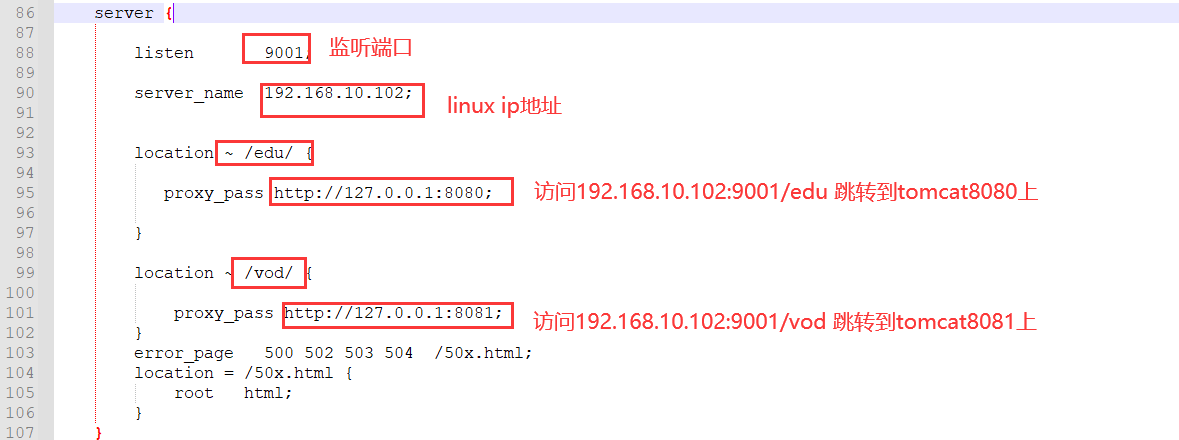 86 server {
87
88 listen 9001; 监听端口
89
90 server_name 192.168.10.102; linux ip地址
91
92
93 location ~ /edu/ {
94
95 proxy_pass http://127.0.0.1:8080; 访问192.168.10.102:9001/edu 跳转到tomcat8080上
96
97 }
98
99 location ~ /vod/ {
100
101 proxy_pass http://127.0.0.1:8081; 访问192.168.10.102:9001/vod 跳转到tomcat8081上
102 }
103 error_page 500 502 503 504 /50x.html;
104 location = /50x.html {
105 root html;
106 }
107 }